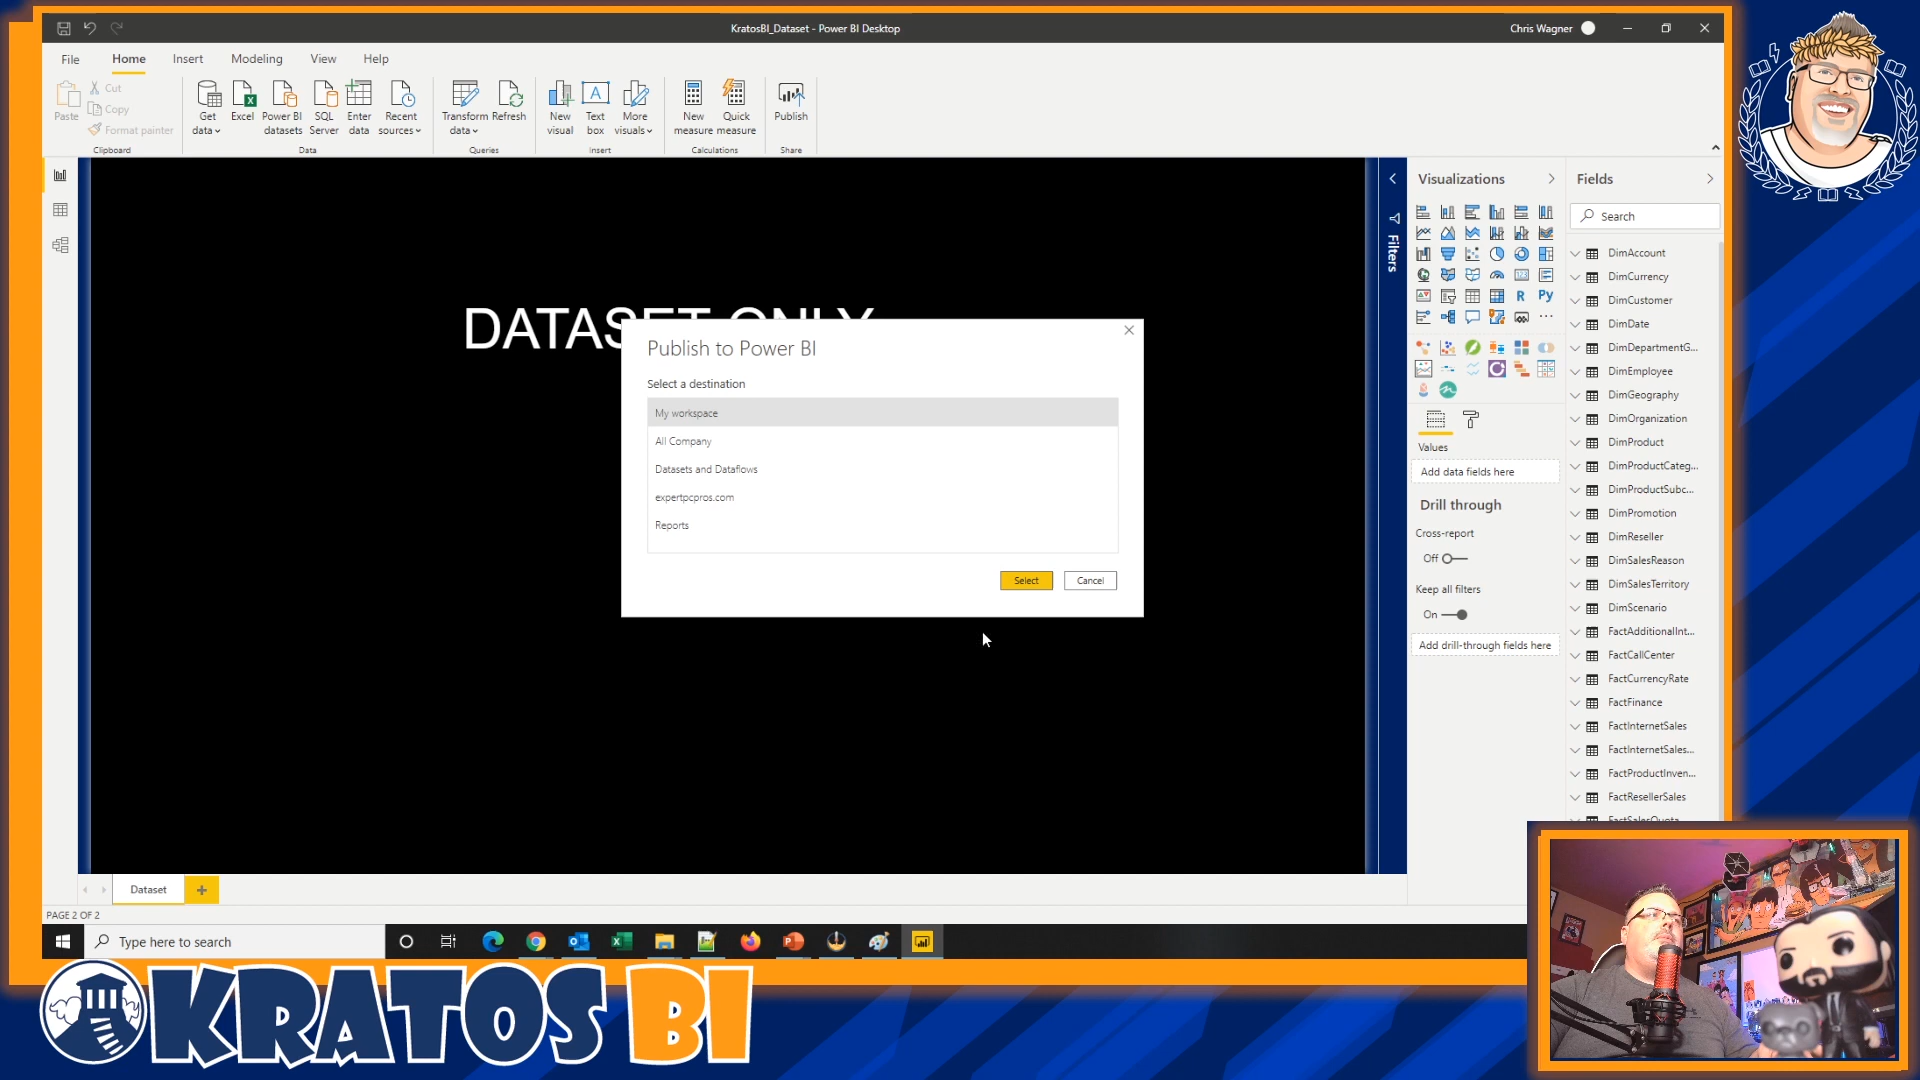 KratosBI_Dataset - Power BI Desktop
Chris Wagner
File
Home
Insert
Modeling
View
Help
Paste
Cut
Copy
Format painter
Clipboard
Get
data
Excel
Power BI
datasets
SQL
Server
Enter
data
Recent
sources
Data
Transform
data
Refresh
Queries
New
visual
Text
box
More
visuals
Insert
New
measure
Quick
measure
Calculations
Publish
Share
DATASET ONLY
Publish to Power BI
Select a destination
My workspace
All Company
Datasets and Dataflows
expertpcpros.com
Reports
Select
Cancel
Filters
Visualizations
R
Py
Values
Add data fields here
Drill through
Cross-report
Off
Keep all filters
On
Add drill-through fields here
Fields
Search
DimAccount
DimCurrency
DimCustomer
DimDate
DimDepartmentG...
DimEmployee
DimGeography
DimOrganization
DimProduct
DimProductCateg...
DimProductSubc...
DimPromotion
DimReseller
DimSalesReason
DimSalesTerritory
DimScenario
FactAdditionalInt...
FactCallCenter
FactCurrencyRate
FactFinance
FactInternetSales
FactInternetSales...
FactProductInven...
FactResellerSales
FactSalesQuota
Dataset
PAGE 2 OF 2
Type here to search
KRATOS BI